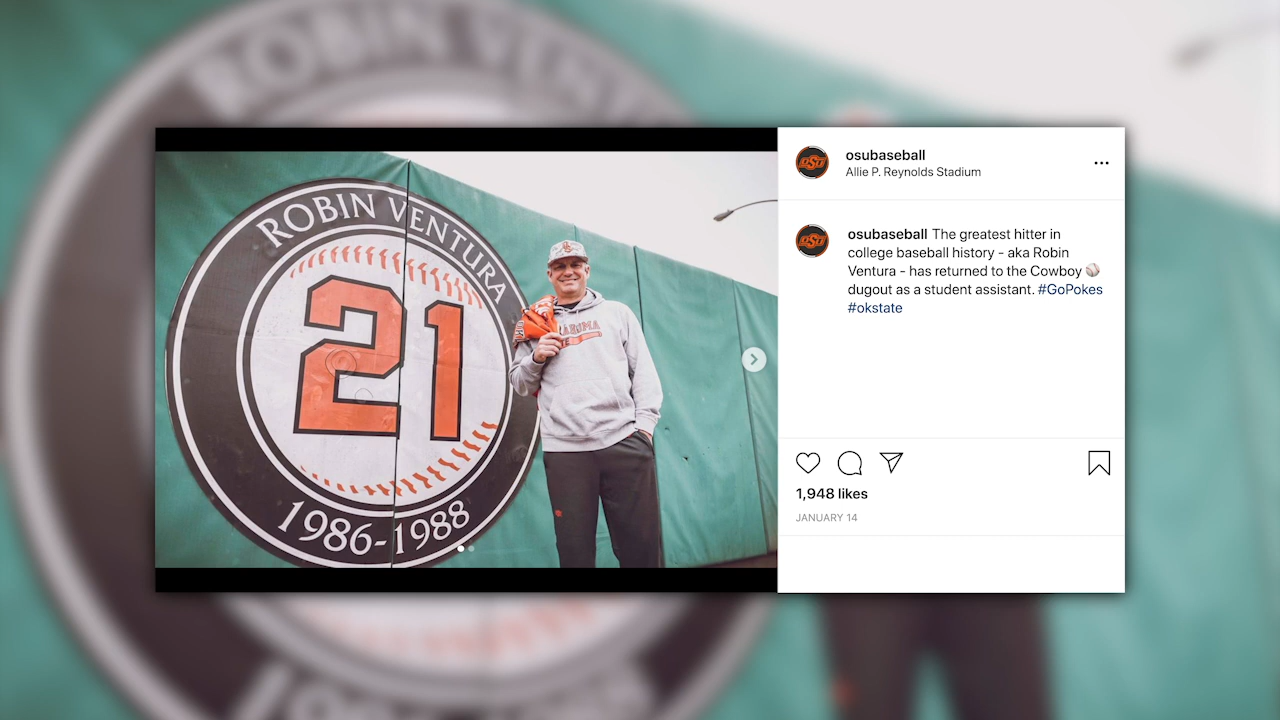 ROBIN VENTURA
21
1986-1988
osubaseball
Allie P. Reynolds Stadium
osubaseball The greatest hitter in
college baseball history - aka Robin
Ventura - has returned to the Cowboy ⚾
dugout as a student assistant. #GoPokes
#okstate
1,948 likes
JANUARY 14